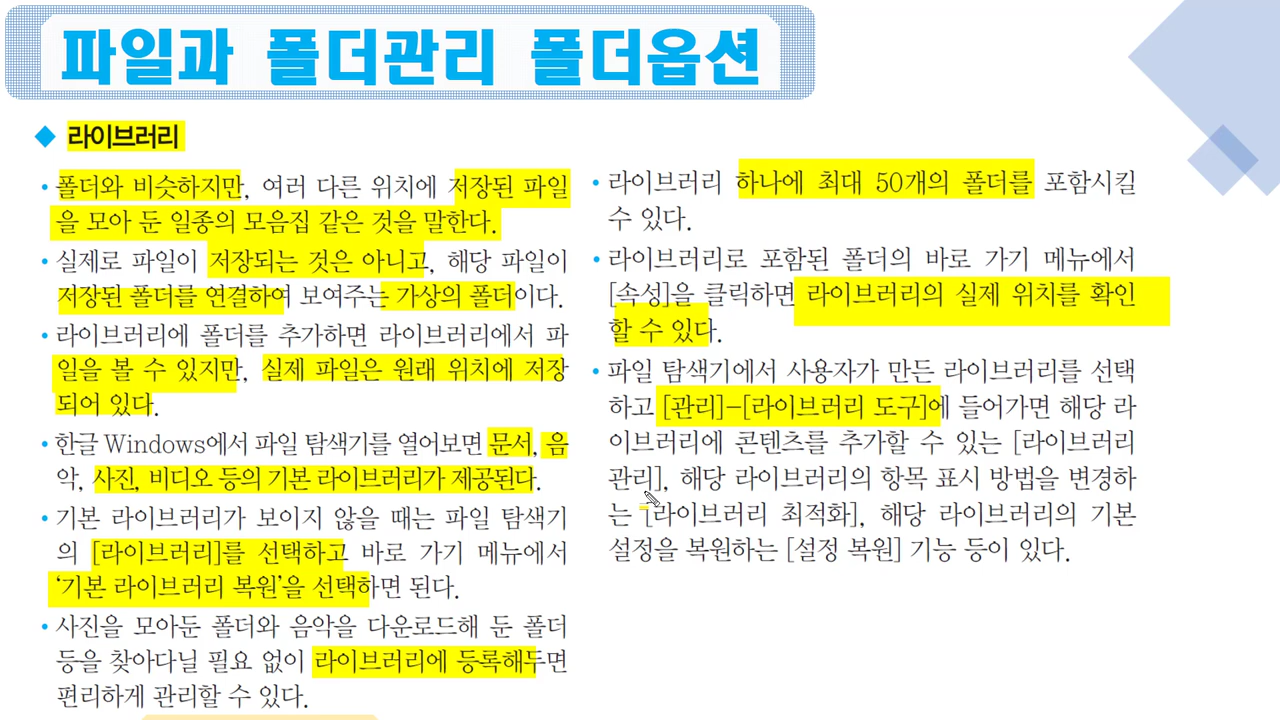 파일과 폴더관리 폴더옵션
◆ 라이브러리
• 폴더와 비슷하지만, 여러 다른 위치에 저장된 파일
을 모아 둔 일종의 모음집 같은 것을 말한다.
• 실제로 파일이 저장되는 것은 아니고, 해당 파일이
저장된 폴더를 연결하여 보여주는 가상의 폴더이다.
• 라이브러리에 폴더를 추가하면 라이브러리에서 파
일을 볼 수 있지만, 실제 파일은 원래 위치에 저장
되어 있다.
• 한글 Windows에서 파일 탐색기를 열어보면 문서, 음
악, 사진, 비디오 등의 기본 라이브러리가 제공된다.
• 기본 라이브러리가 보이지 않을 때는 파일 탐색기
의 [라이브러리]를 선택하고 바로 가기 메뉴에서
‘기본 라이브러리 복원’을 선택하면 된다.
• 사진을 모아둔 폴더와 음악을 다운로드해 둔 폴더
등을 찾아다닐 필요 없이 라이브러리에 등록해두면
편리하게 관리할 수 있다.
• 라이브러리 하나에 최대 50개의 폴더를 포함시킬
수 있다.
• 라이브러리로 포함된 폴더의 바로 가기 메뉴에서
[속성]을 클릭하면 라이브러리의 실제 위치를 확인
할 수 있다.
• 파일 탐색기에서 사용자가 만든 라이브러리를 선택
하고 [관리]–[라이브러리 도구]에 들어가면 해당 라
이브러리에 콘텐츠를 추가할 수 있는 [라이브러리
관리], 해당 라이브러리의 항목 표시 방법을 변경하
는 [라이브러리 최적화], 해당 라이브러리의 기본
설정을 복원하는 [설정 복원] 기능 등이 있다.